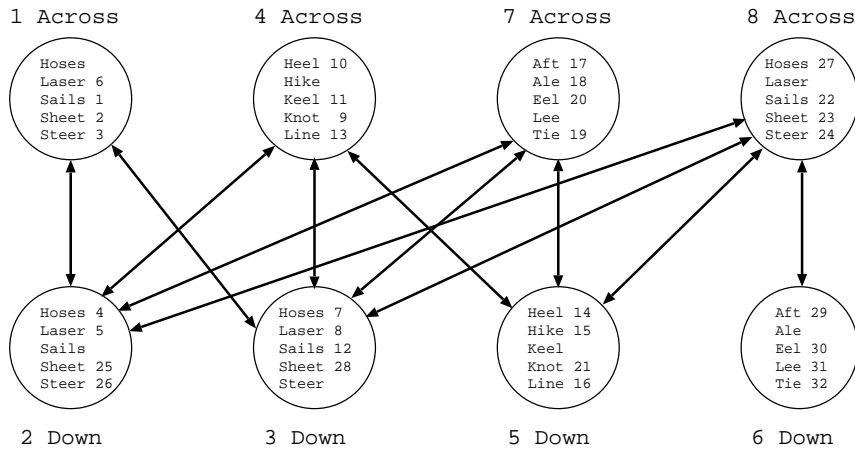 1 Across
4 Across
7 Across
8 Across
Hoses
Laser 6
Sails 1
Sheet 2
Steer 3
Heel 10
Hike
Keel 11
Knot 9
Line 13
Aft 17
Ale 18
Eel 20
Lee
Tie 19
Hoses 27
Laser
Sails 22
Sheet 23
Steer 24
Hoses 4
Laser 5
Sails
Sheet 25
Steer 26
Hoses 7
Laser 8
Sails 12
Sheet 28
Steer
Heel 14
Hike 15
Keel
Knot 21
Line 16
Aft 29
Ale
Eel 30
Lee 31
Tie 32
2 Down
3 Down
5 Down
6 Down